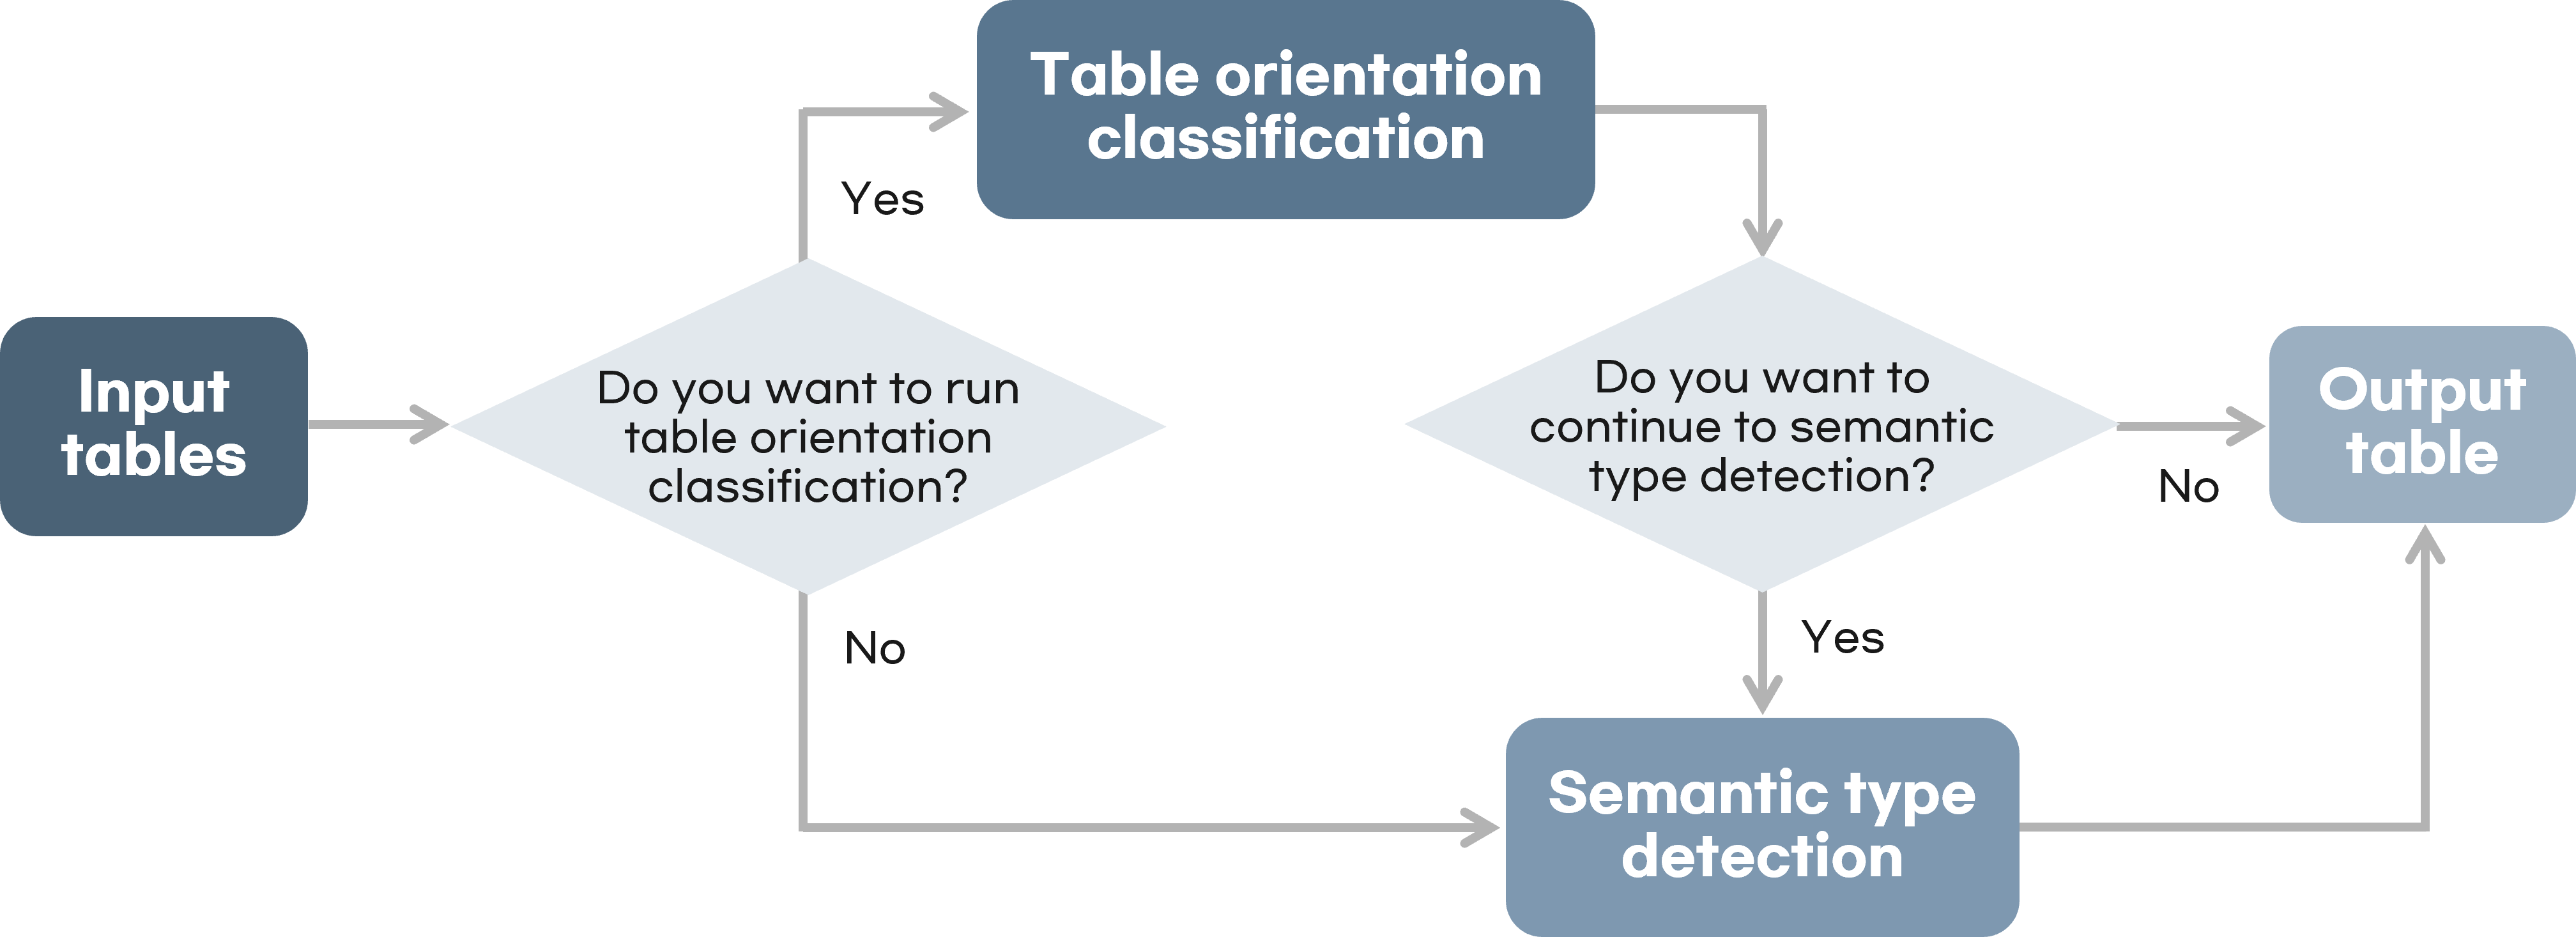 Table orientation
classification
Yes
Input
tables
Do you want to run
table orientation
classification?
Do you want to
continue to semantic
type detection?
Output
table
No
No
Yes
Semantic type
detection